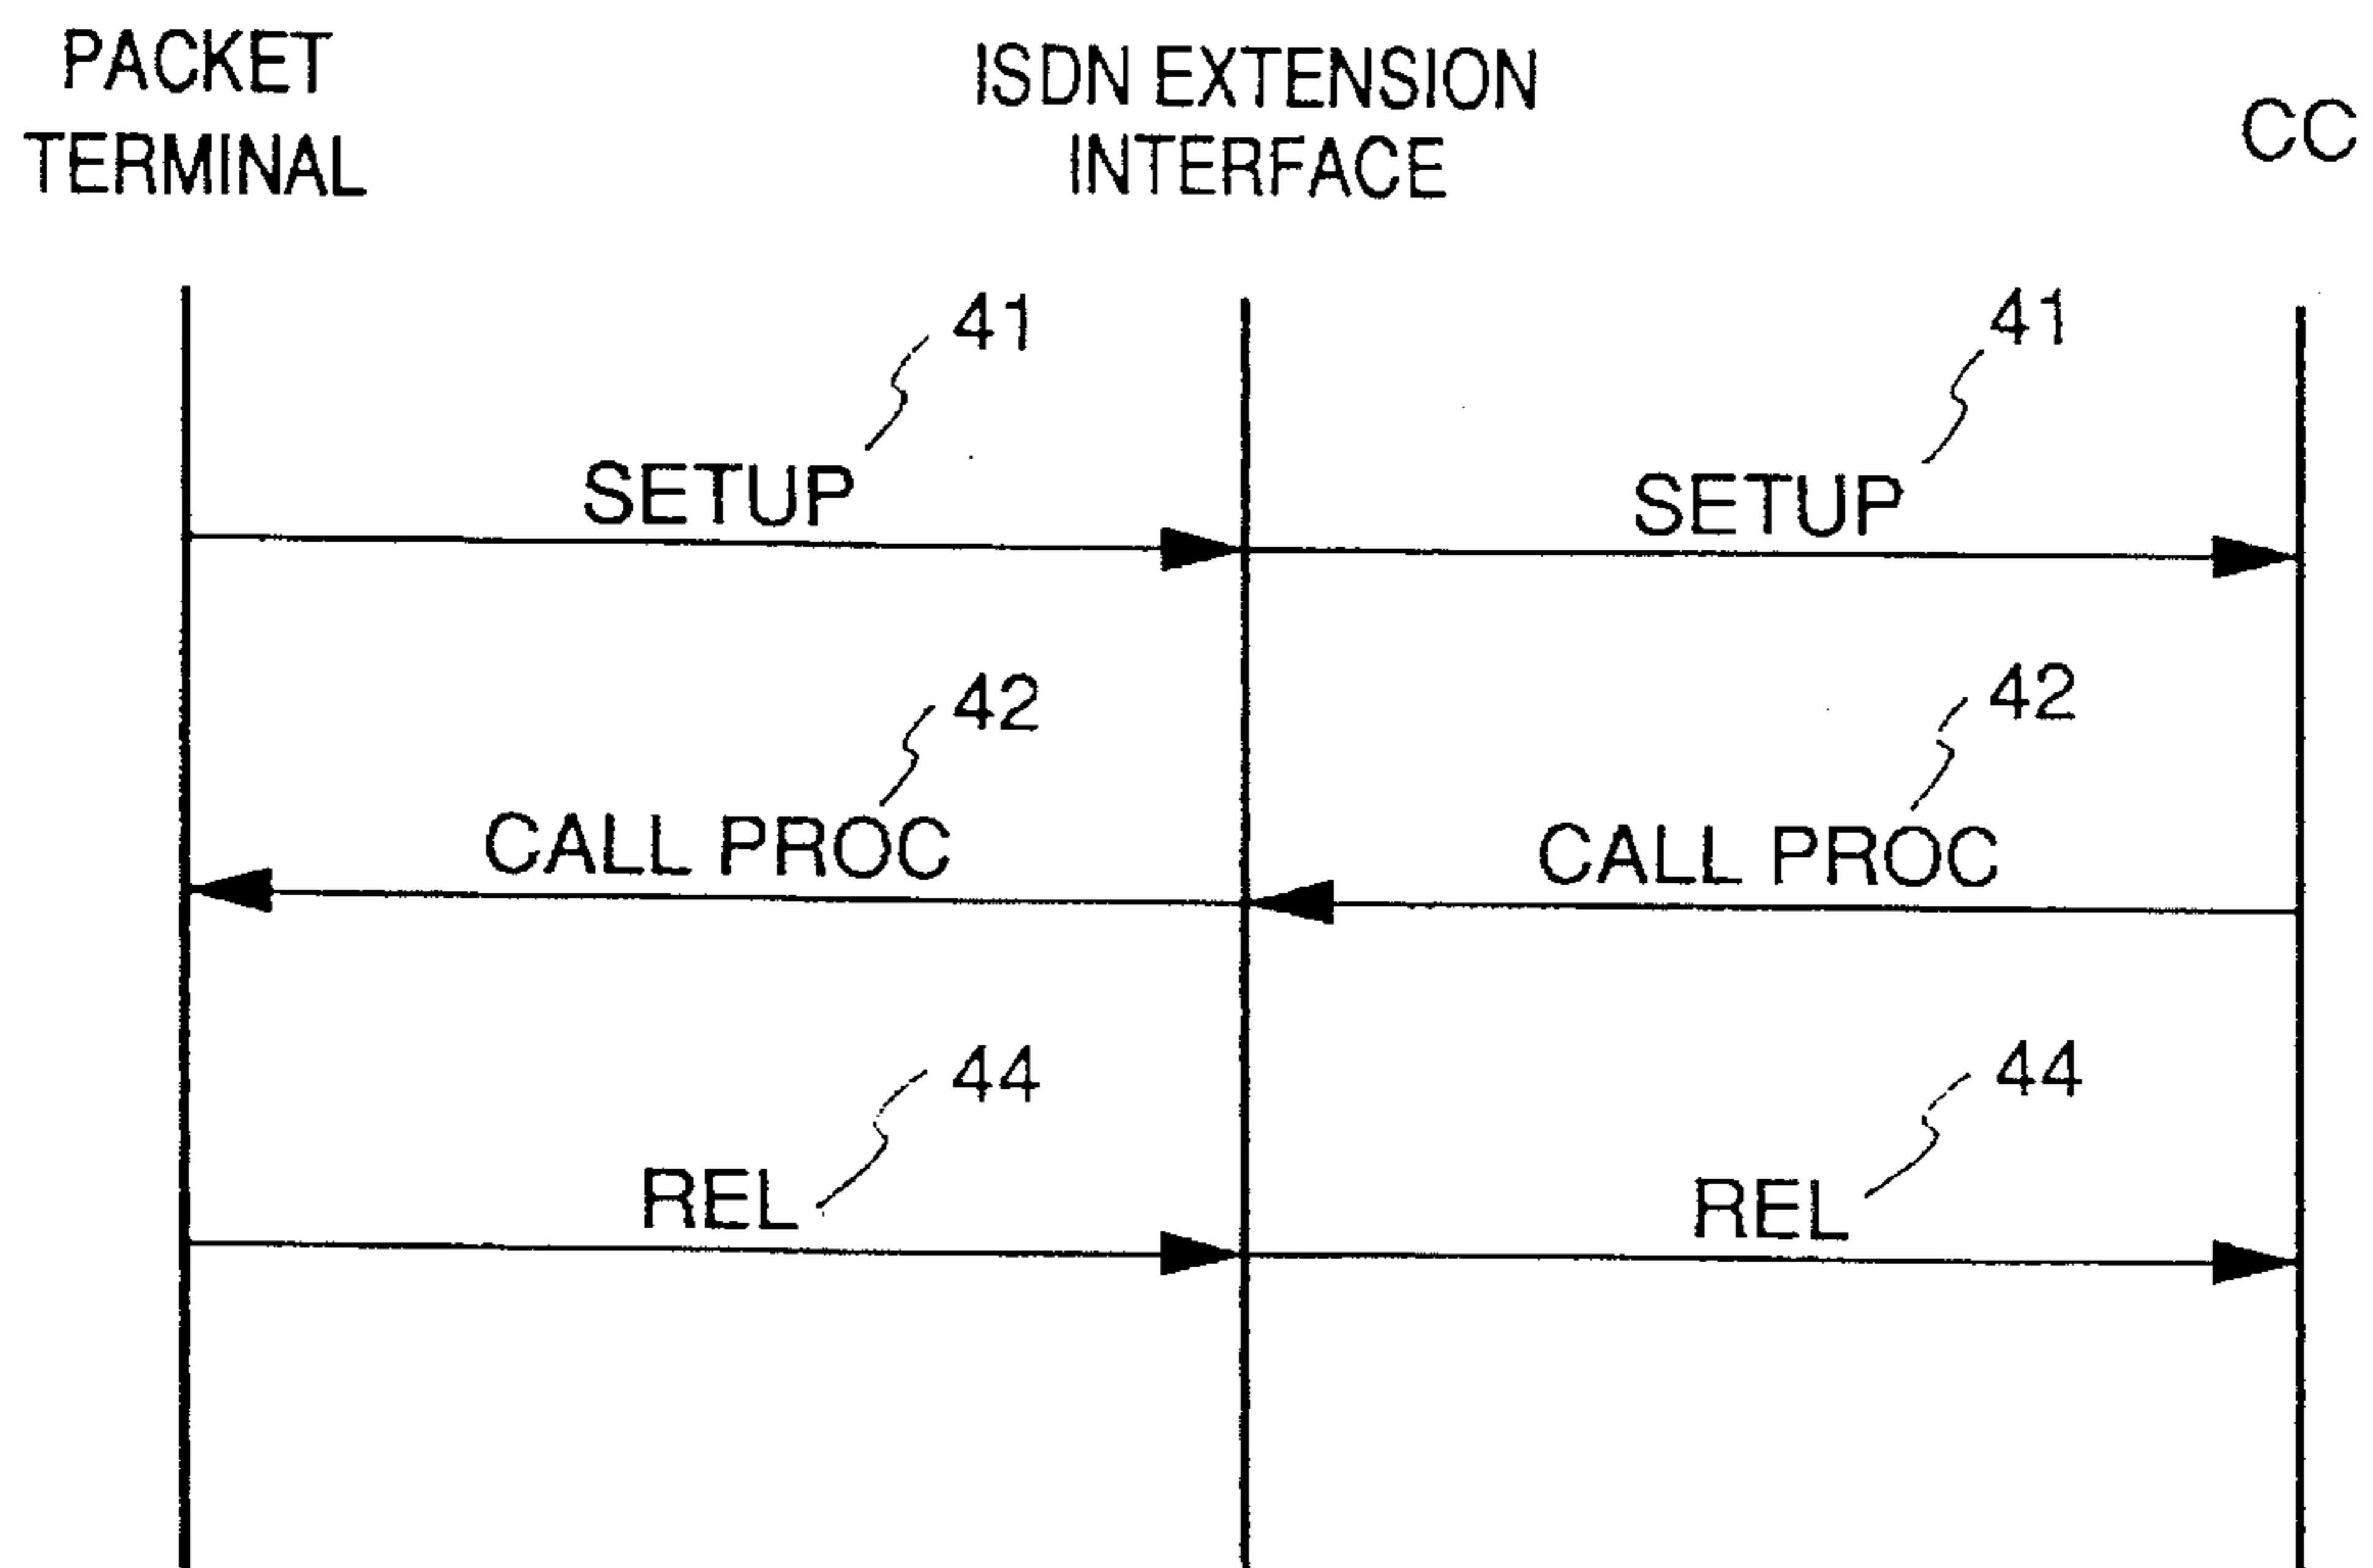 PACKET
TERMINAL
ISDN EXTENSION
INTERFACE
CC
41
41
SETUP
SETUP
42
42
CALL PROC
CALL PROC
44
44
REL
REL